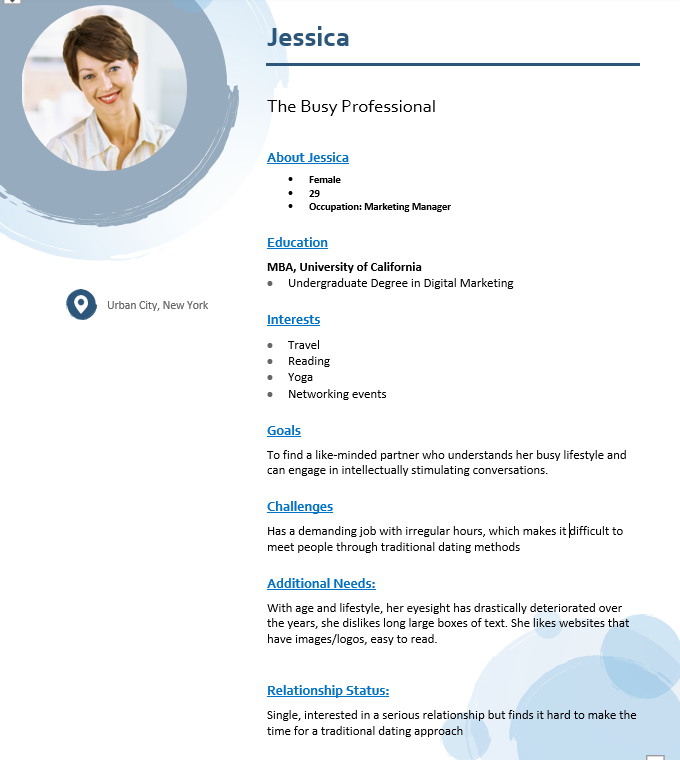 Jessica
The Busy Professional
About Jessica
• Female
• 29
• Occupation: Marketing Manager
Education
MBA, University of California
• Undergraduate Degree in Digital Marketing
Urban City, New York
Interests
• Travel
• Reading
• Yoga
• Networking events
Goals
To find a like-minded partner who understands her busy lifestyle and
can engage in intellectually stimulating conversations.
Challenges
Has a demanding job with irregular hours, which makes it difficult to
meet people through traditional dating methods
Additional Needs:
With age and lifestyle, her eyesight has drastically deteriorated over
the years, she dislikes long large boxes of text. She likes websites that
have images/logos, easy to read.
Relationship Status:
Single, interested in a serious relationship but finds it hard to make the
time for a traditional dating approach